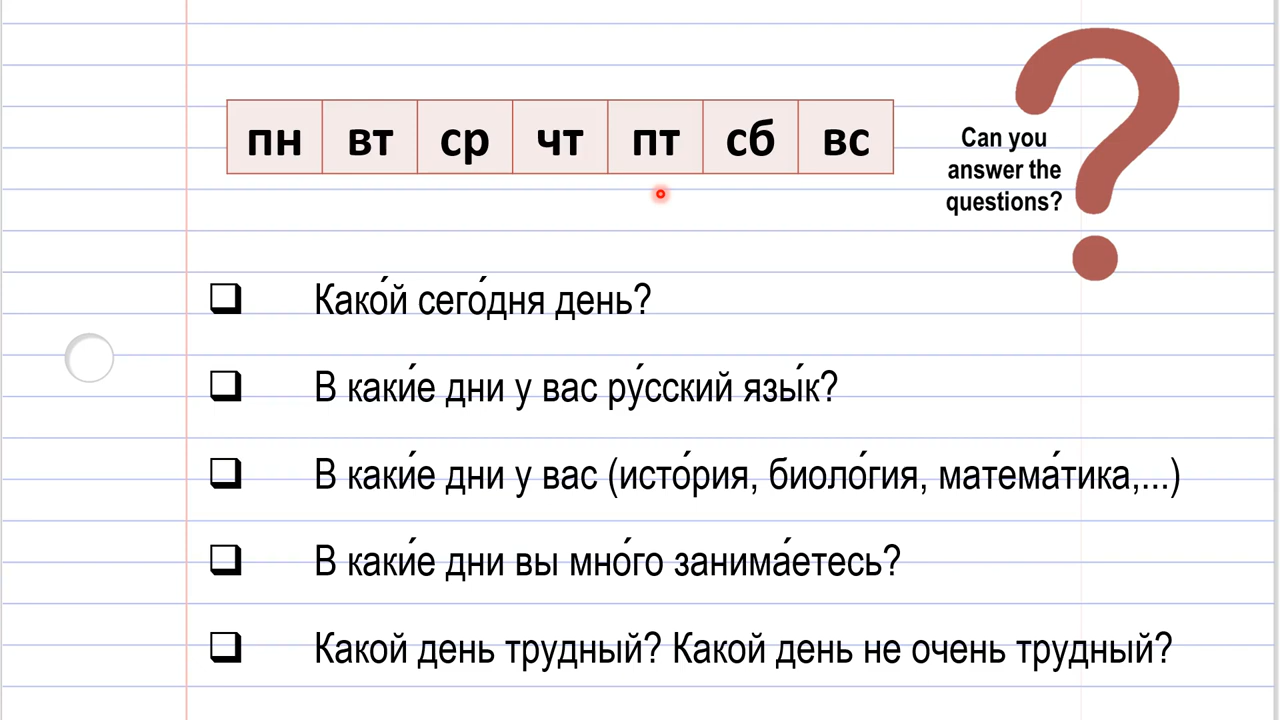 пн вт ср чт пт сб вс
Can you
answer the
questions?
?
Како́й сего́дня день?
В каки́е дни у вас ру́сский язы́к?
В каки́е дни у вас (исто́рия, биоло́гия, матема́тика,...)
В каки́е дни вы мно́го занима́етесь?
Какой день трудный? Какой день не очень трудный?